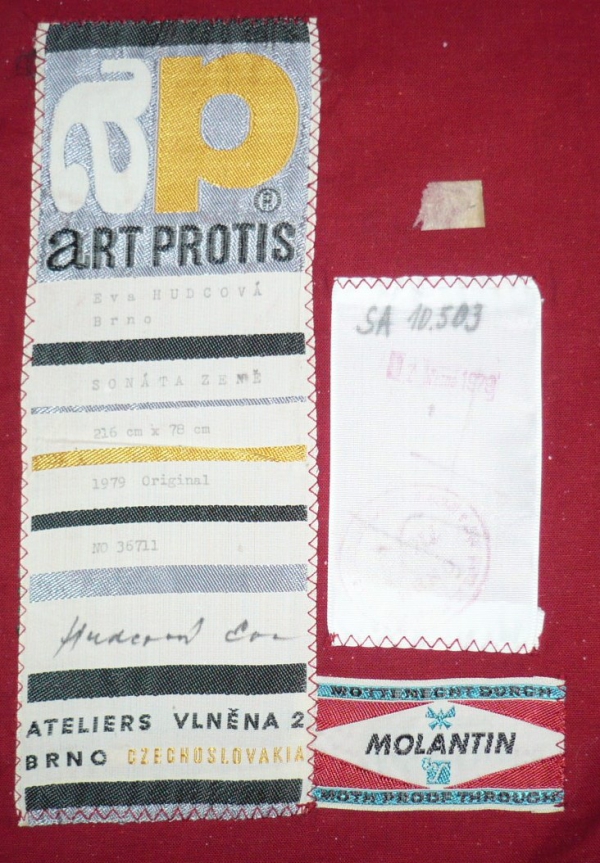 ap
®
aRT PROTIS
Eva HUDCOVÁ
Brno
SONÁTA ZEMĚ
216 cm x 78 cm
1979 Original
NO 36711
Hudcová Eva
ATELIERS VLNĚNA 2
BRNO CZECHOSLOVAKIA
SA 10.503
1979
MOTTENECHT DURCH
MOLANTIN
MOTH PROOF THROUGH